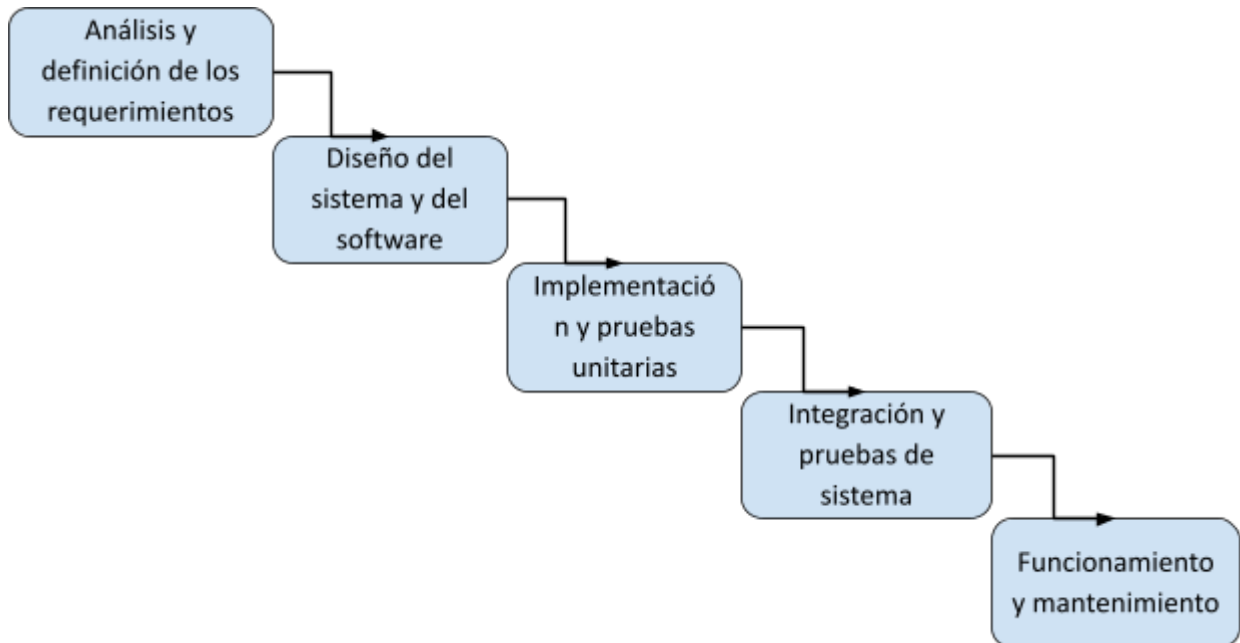 Análisis y
definición de los
requerimientos
Diseño del
sistema y del
software
Implementació
n y pruebas
unitarias
Integración y
pruebas de
sistema
Funcionamiento
y mantenimiento